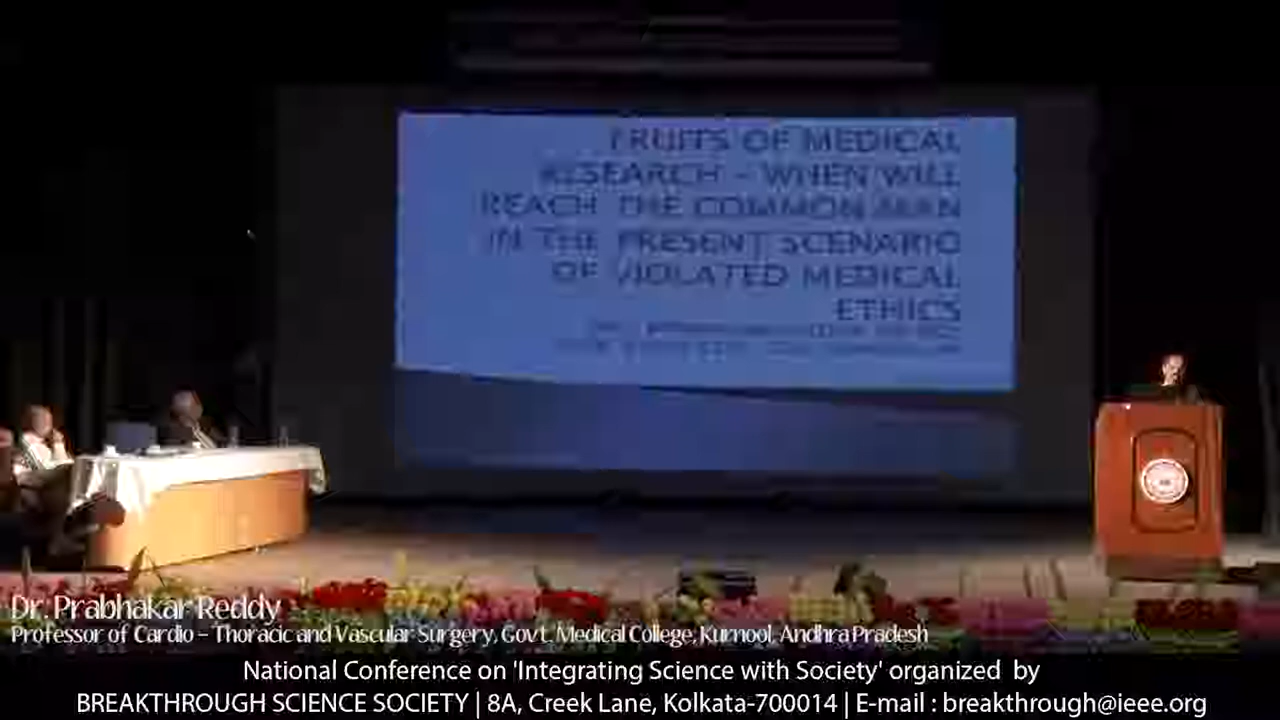 FRUITS OF MEDICAL
RESEARCH – WHEN WILL
REACH THE COMMON MAN
IN THE PRESENT SCENARIO
OF VIOLATED MEDICAL
ETHICS
Dr. Prabhakar Reddy
Professor of Cardio – Thoracic and Vascular Surgery, Govt. Medical College, Kurnool, Andhra Pradesh
National Conference on 'Integrating Science with Society' organized by
BREAKTHROUGH SCIENCE SOCIETY | 8A, Creek Lane, Kolkata-700014 | E-mail : breakthrough@ieee.org